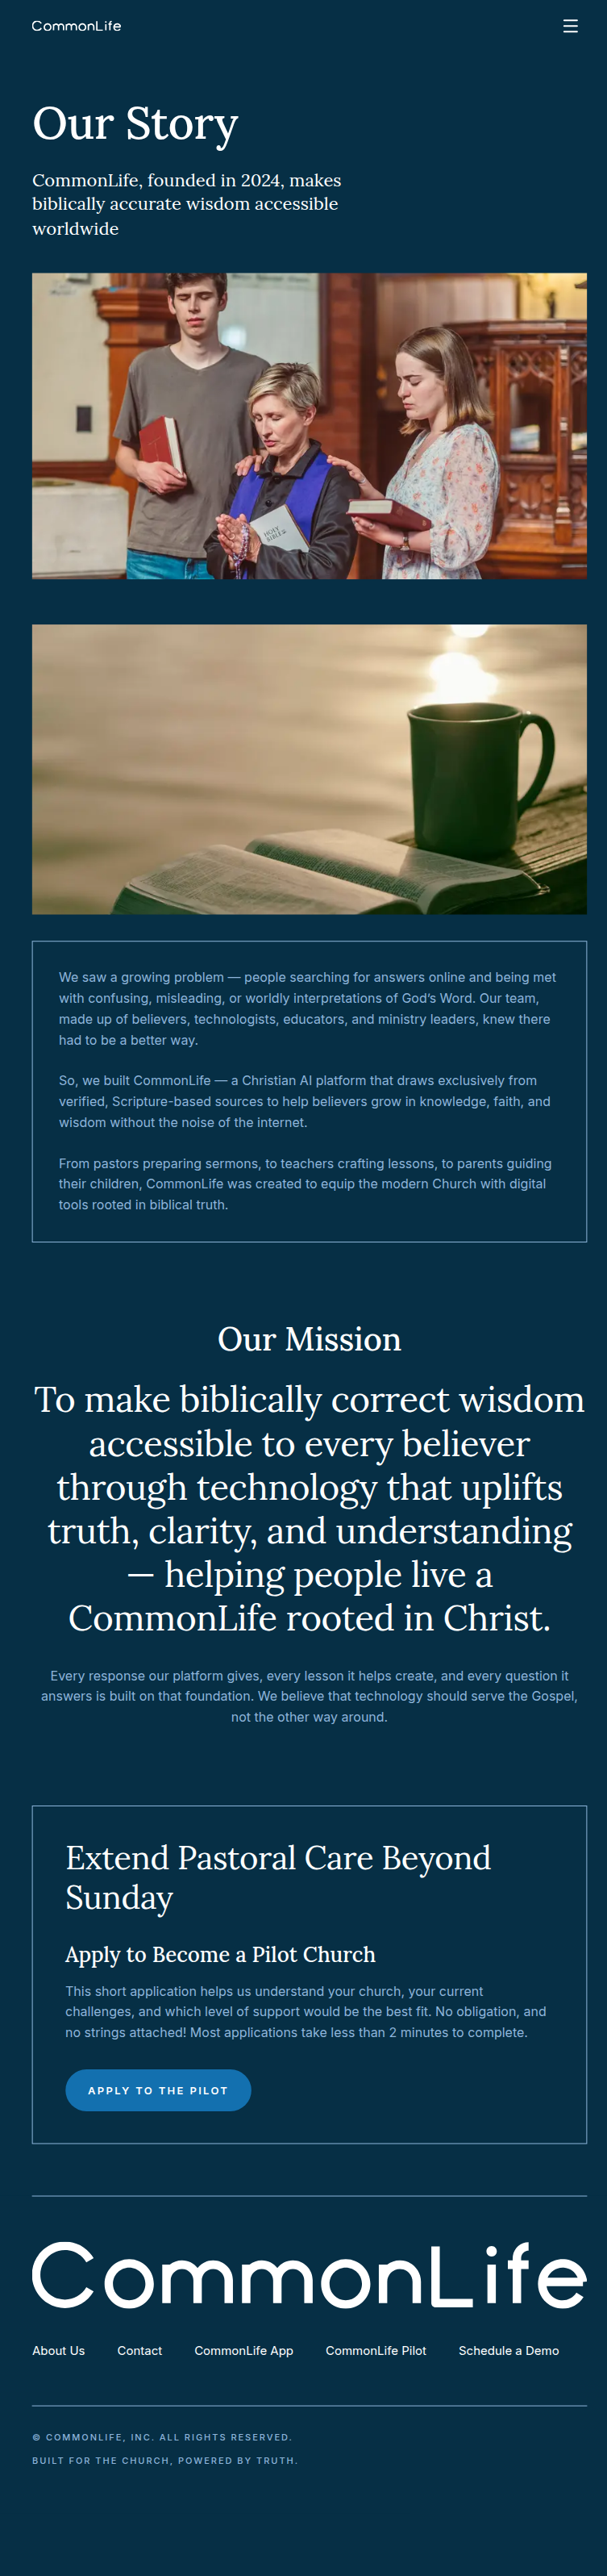 CommonLife
Our Story
CommonLife, founded in 2024, makes
biblically accurate wisdom accessible
worldwide
HOLY
BIBLE
We saw a growing problem — people searching for answers online and being met
with confusing, misleading, or worldly interpretations of God’s Word. Our team,
made up of believers, technologists, educators, and ministry leaders, knew there
had to be a better way.
So, we built CommonLife — a Christian AI platform that draws exclusively from
verified, Scripture-based sources to help believers grow in knowledge, faith, and
wisdom without the noise of the internet.
From pastors preparing sermons, to teachers crafting lessons, to parents guiding
their children, CommonLife was created to equip the modern Church with digital
tools rooted in biblical truth.
Our Mission
To make biblically correct wisdom
accessible to every believer
through technology that uplifts
truth, clarity, and understanding
— helping people live a
CommonLife rooted in Christ.
Every response our platform gives, every lesson it helps create, and every question it
answers is built on that foundation. We believe that technology should serve the Gospel,
not the other way around.
Extend Pastoral Care Beyond
Sunday
Apply to Become a Pilot Church
This short application helps us understand your church, your current
challenges, and which level of support would be the best fit. No obligation, and
no strings attached! Most applications take less than 2 minutes to complete.
APPLY TO THE PILOT
CommonLife
About Us Contact CommonLife App CommonLife Pilot Schedule a Demo
© COMMONLIFE, INC. ALL RIGHTS RESERVED.
BUILT FOR THE CHURCH, POWERED BY TRUTH.